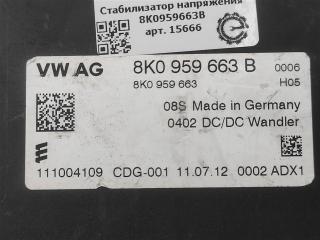 Стабилизатор напряжения
8K0959663B
арт. 15666
VW AG 8K0 959 663 B 0006
8K0 959 663 H05
08S Made in Germany
0402 DC/DC Wandler
111004109 CDG-001 11.07.12 0002 ADX1